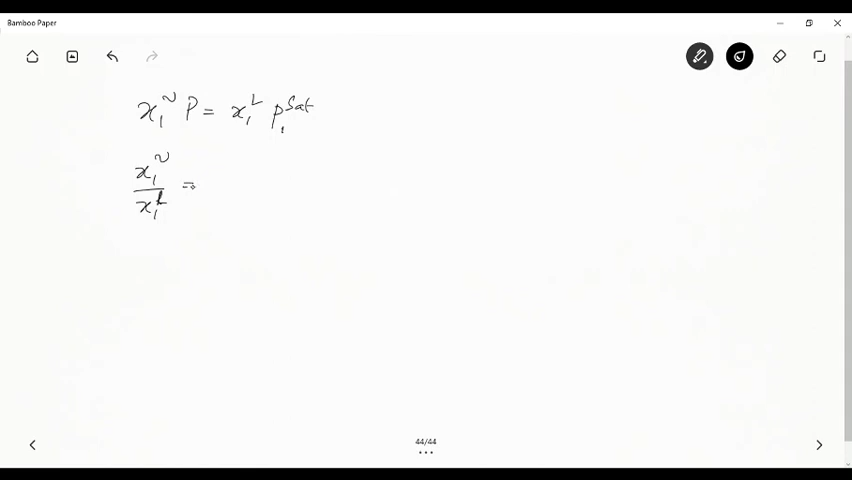 Bamboo Paper
x₁ᵛ P = x₁ᴸ p₁ˢᵃᵗ
x₁ᵛ / x₁ᴸ =
44/44